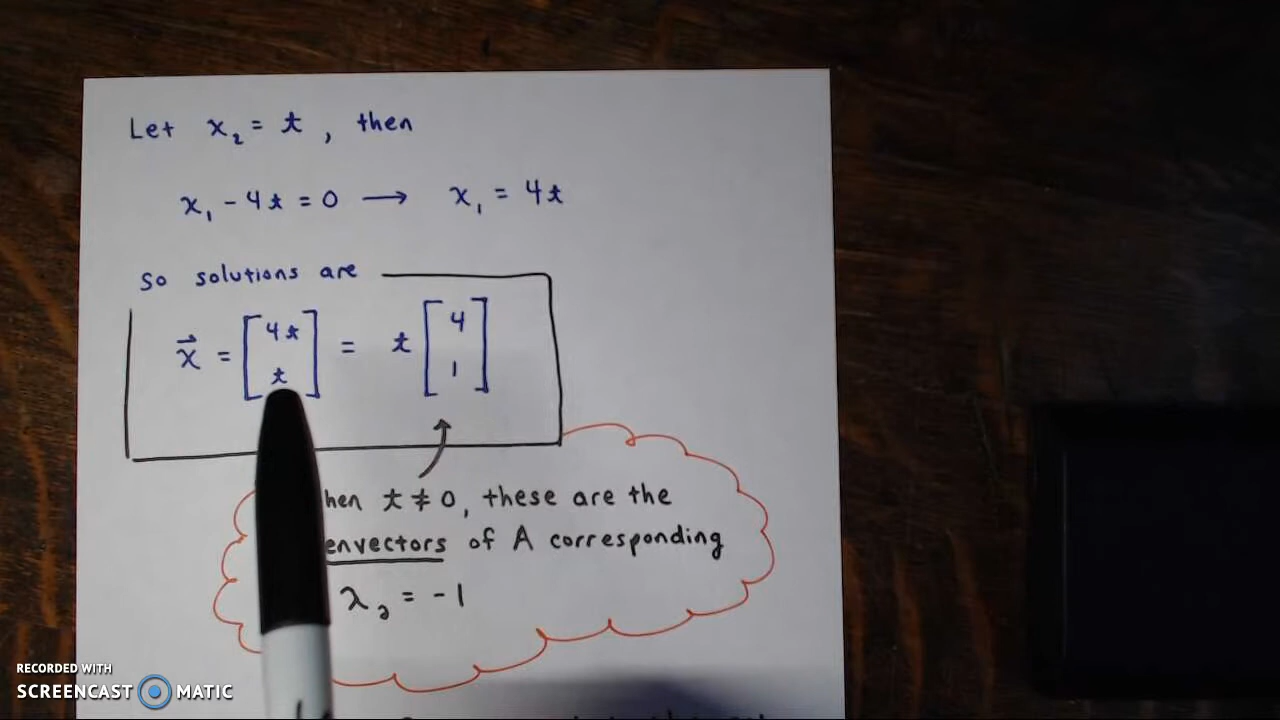 Let x₂ = t, then
x₁ - 4t = 0 → x₁ = 4t
So solutions are
x⃗ = [4t t] = t [4 1]
hen t ≠ 0, these are the
envectors of A corresponding
λ₂ = -1
RECORDED WITH
SCREENCAST MATIC